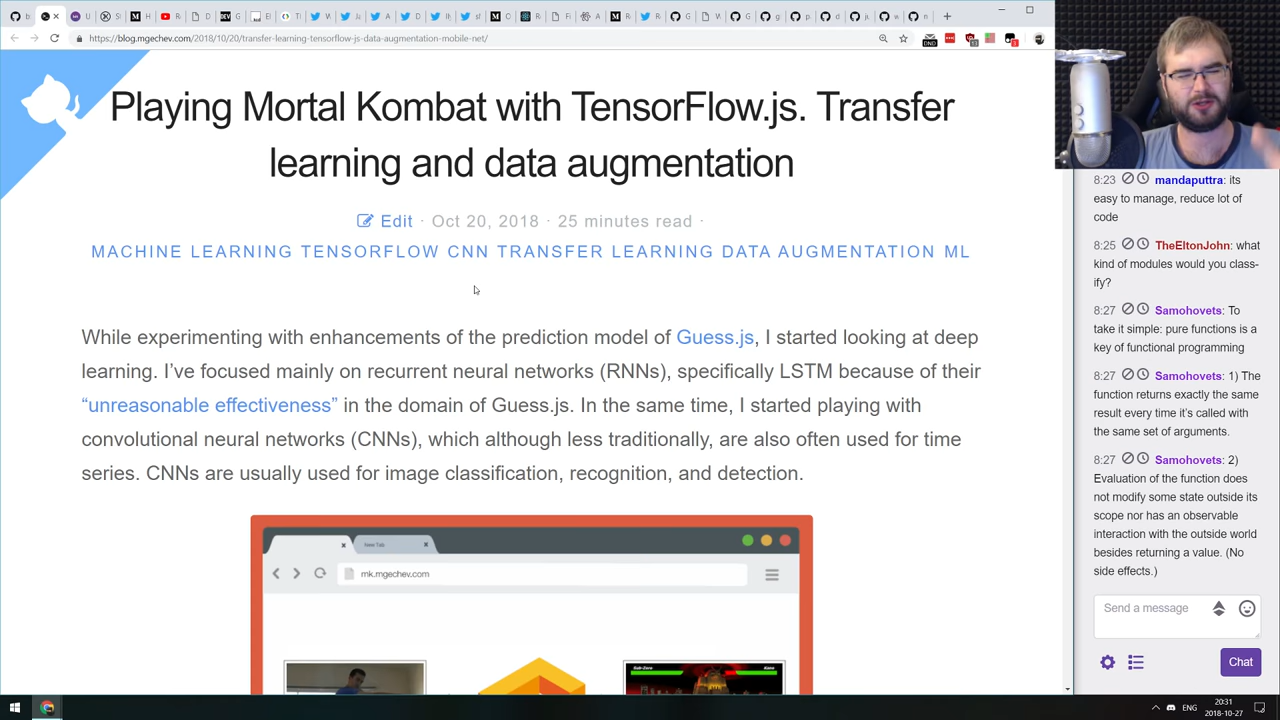 https://blog.mgechev.com/2018/10/20/transfer-learning-tensorflow-js-data-augmentation-mobile-net/
Playing Mortal Kombat with TensorFlow.js. Transfer
learning and data augmentation
Edit · Oct 20, 2018 · 25 minutes read ·
MACHINE LEARNING TENSORFLOW CNN TRANSFER LEARNING DATA AUGMENTATION ML
While experimenting with enhancements of the prediction model of Guess.js, I started looking at deep
learning. I’ve focused mainly on recurrent neural networks (RNNs), specifically LSTM because of their
“unreasonable effectiveness” in the domain of Guess.js. In the same time, I started playing with
convolutional neural networks (CNNs), which although less traditionally, are also often used for time
series. CNNs are usually used for image classification, recognition, and detection.
New Tab
mk.mgechev.com
Sub-Zero
Kano
8:23 mandaputtra: its
easy to manage, reduce lot of
code
8:25 TheEltonJohn: what
kind of modules would you class-
ify?
8:27 Samohovets: To
take it simple: pure functions is a
key of functional programming
8:27 Samohovets: 1) The
function returns exactly the same
result every time it’s called with
the same set of arguments.
8:27 Samohovets: 2)
Evaluation of the function does
not modify some state outside its
scope nor has an observable
interaction with the outside world
besides returning a value. (No
side effects.)
Send a message
Chat
ENG
20:31
2018-10-27